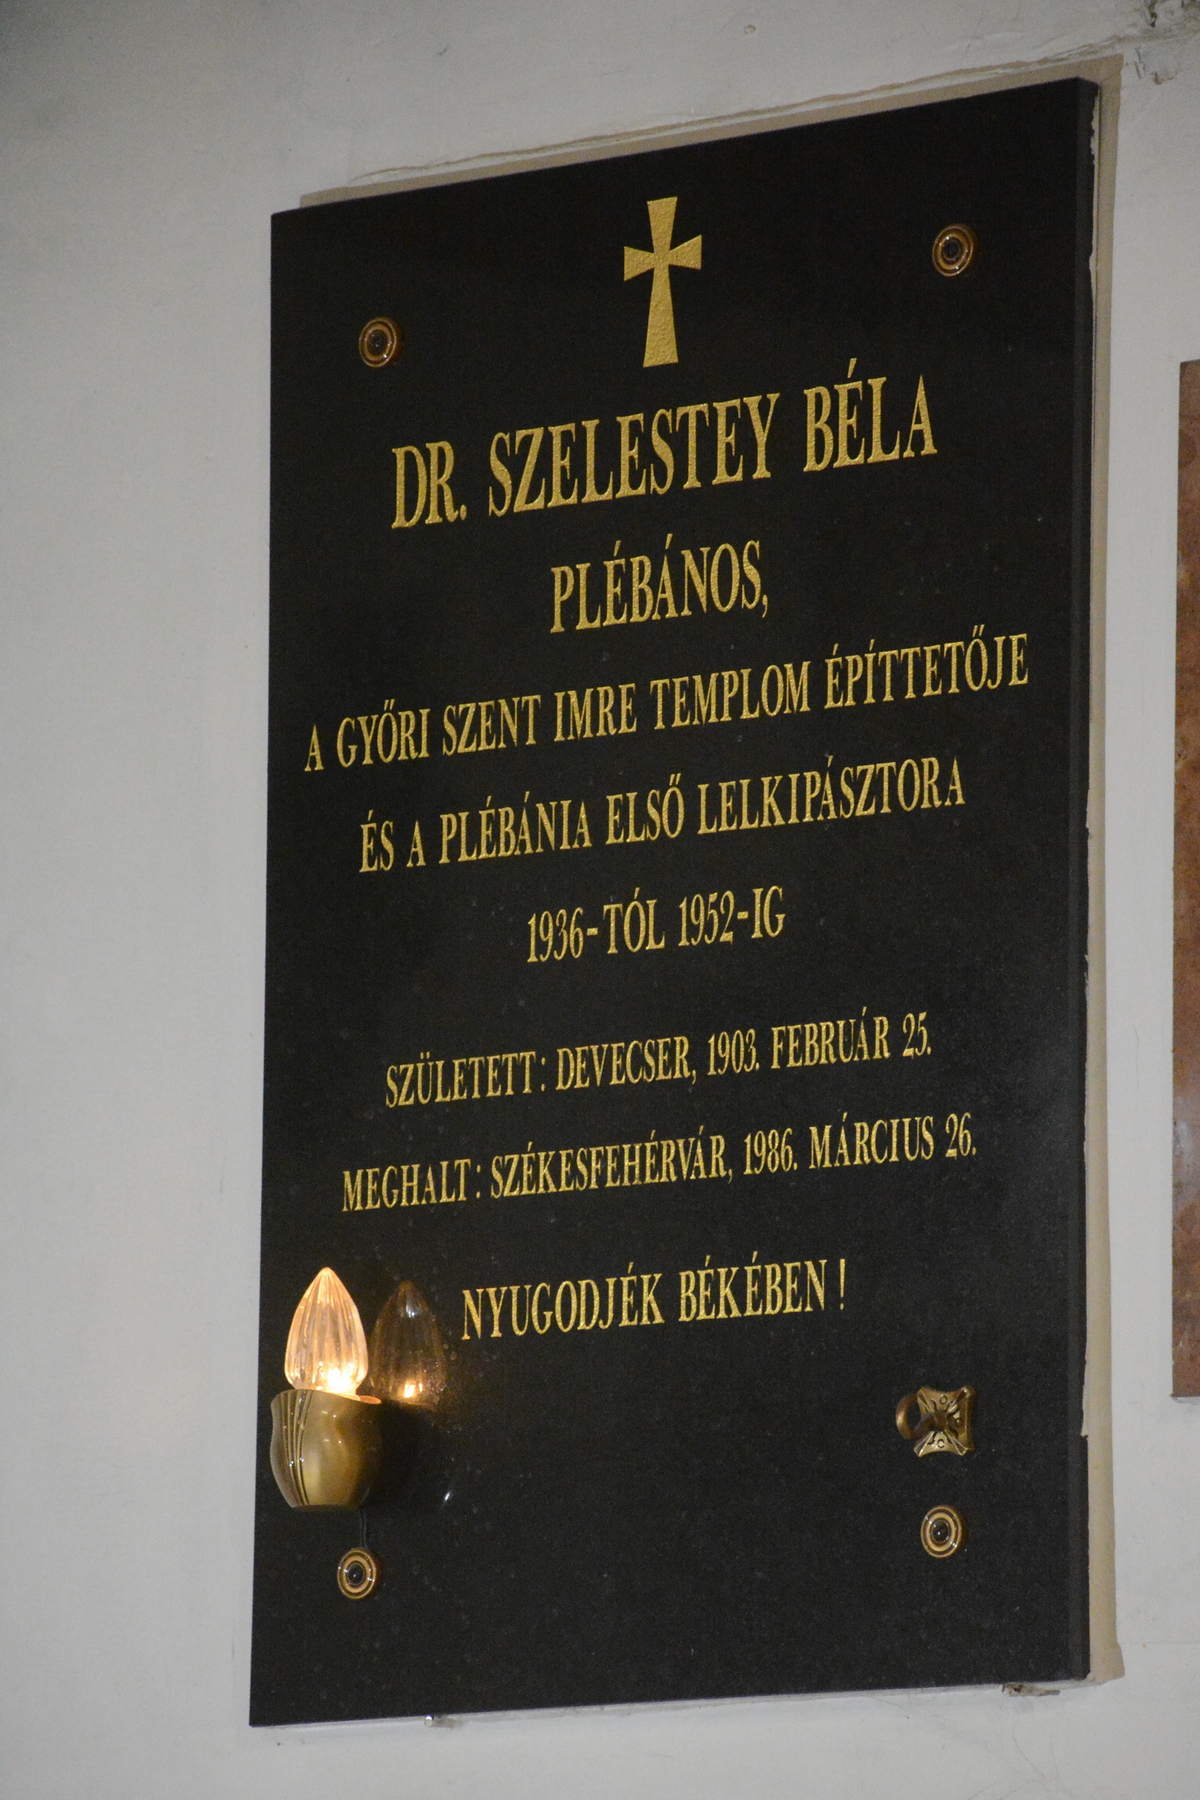 DR. SZELESTEY BÉLA
PLÉBÁNOS,
A GYŐRI SZENT IMRE TEMPLOM ÉPÍTTETŐJE
ÉS A PLÉBÁNIA ELSŐ LELKIPÁSZTORA
1936-TÓL 1952-IG
SZÜLETETT: DEVECSER, 1903. FEBRUÁR 25.
MEGHALT: SZÉKESFEHÉRVÁR, 1986. MÁRCIUS 26.
NYUGODJÉK BÉKÉBEN!